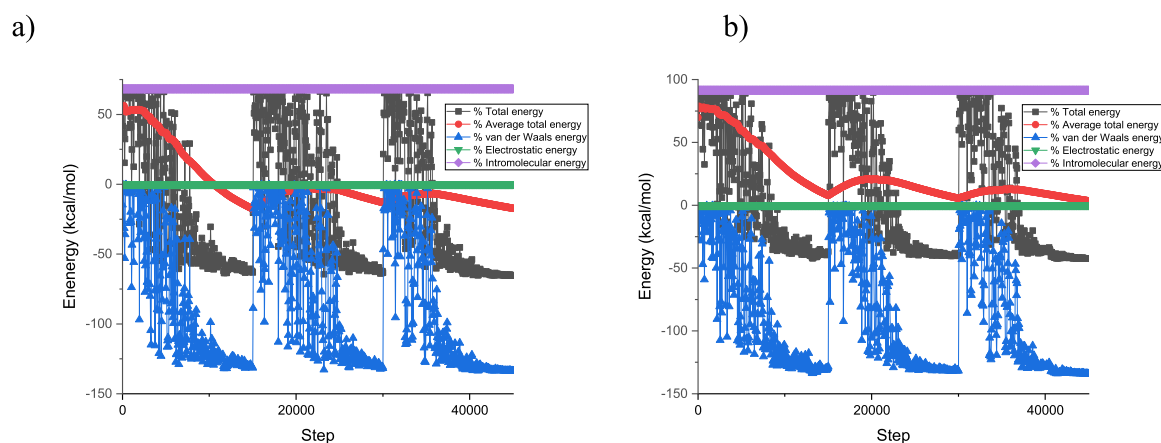 a)
Enenergy (kcal/mol)
50
0
-50
-100
-150
0
20000
40000
Step
% Total energy
% Average total energy
% van der Waals energy
% Electrostatic energy
% Intromolecular energy
b)
Enenergy (kcal/mol)
100
50
0
-50
-100
-150
0
20000
40000
Step
% Total energy
% Average total energy
% van der Waals energy
% Electrostatic energy
% Intromolecular energy